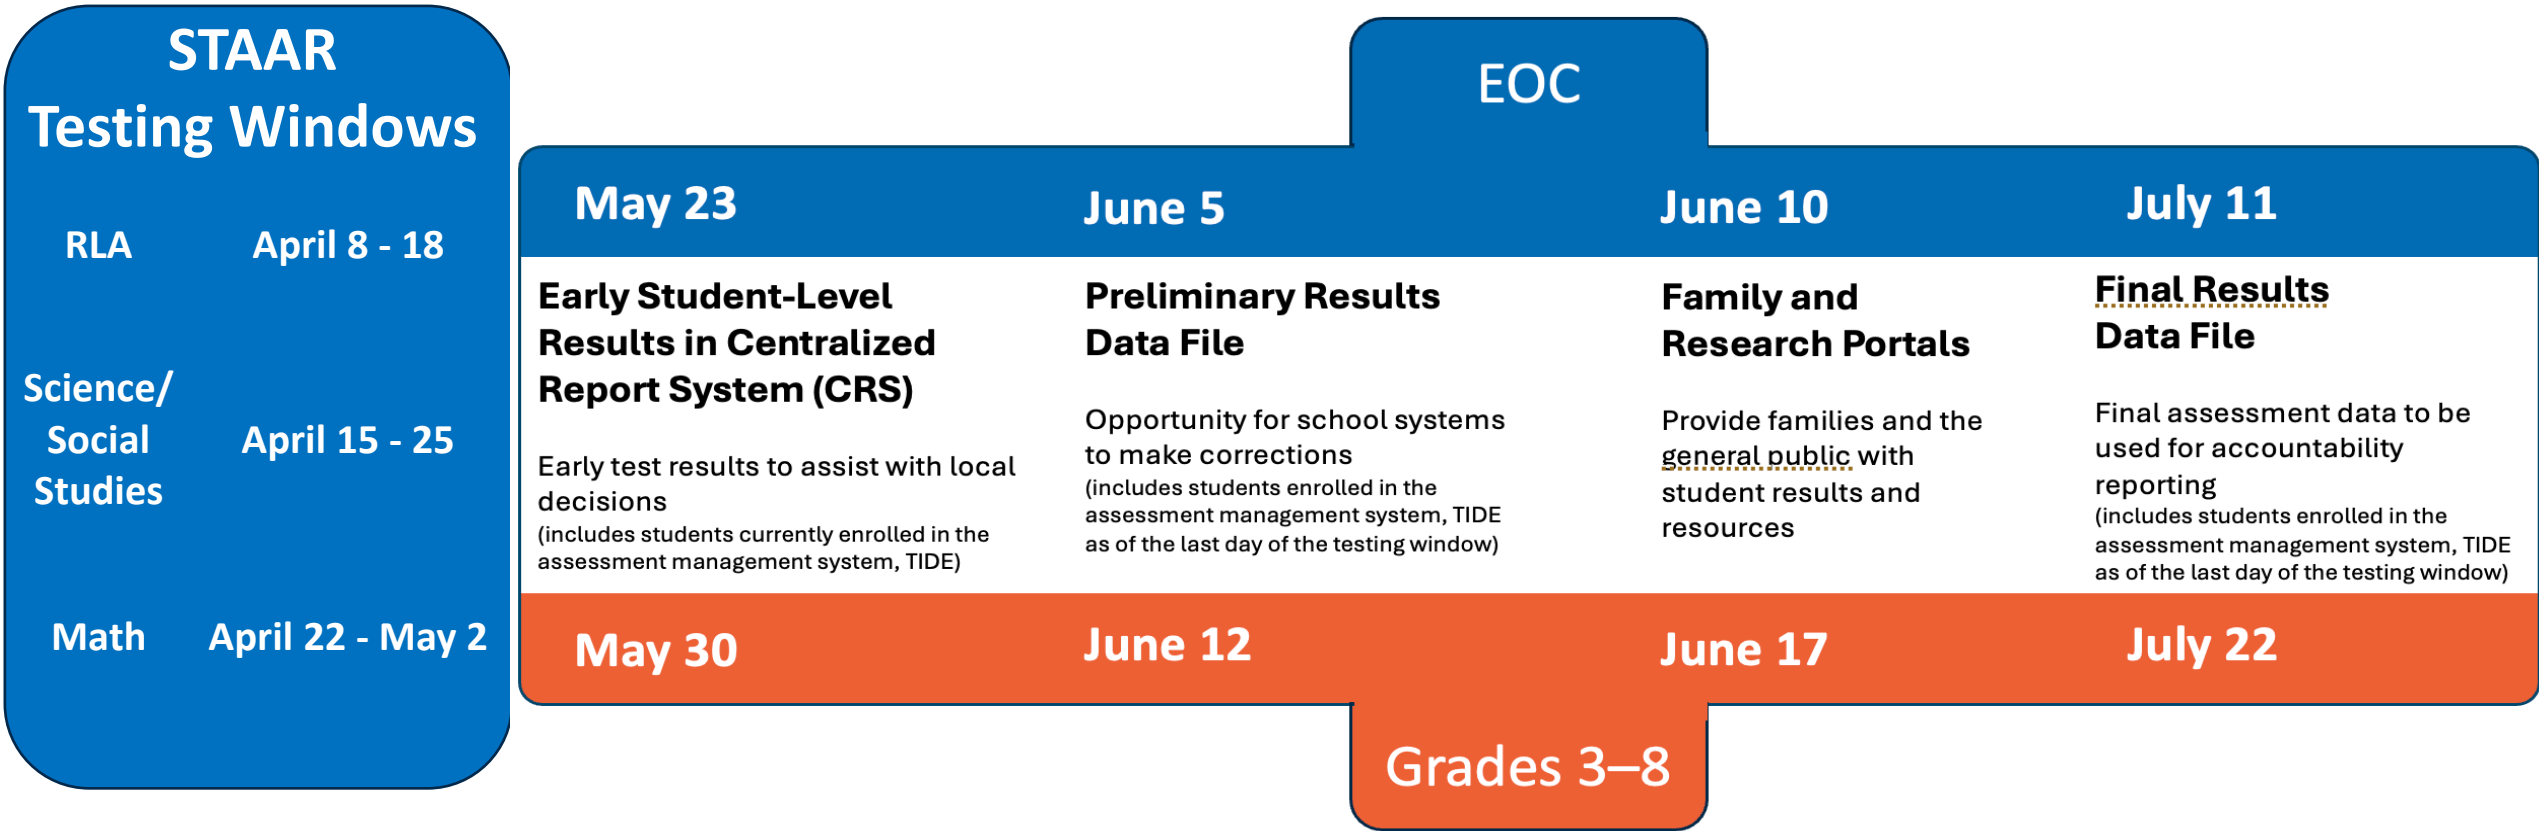 STAAR
Testing Windows
RLA April 8 - 18
Science/
Social
Studies
April 15 - 25
Math April 22 - May 2
EOC
May 23
June 5
June 10
July 11
Early Student-Level
Results in Centralized
Report System (CRS)
Early test results to assist with local
decisions
(includes students currently enrolled in the
assessment management system, TIDE)
Preliminary Results
Data File
Opportunity for school systems
to make corrections
(includes students enrolled in the
assessment management system, TIDE
as of the last day of the testing window)
Family and
Research Portals
Provide families and the
general public with
student results and
resources
Final Results
Data File
Final assessment data to be
used for accountability
reporting
(includes students enrolled in the
assessment management system, TIDE
as of the last day of the testing window)
May 30
June 12
June 17
July 22
Grades 3–8